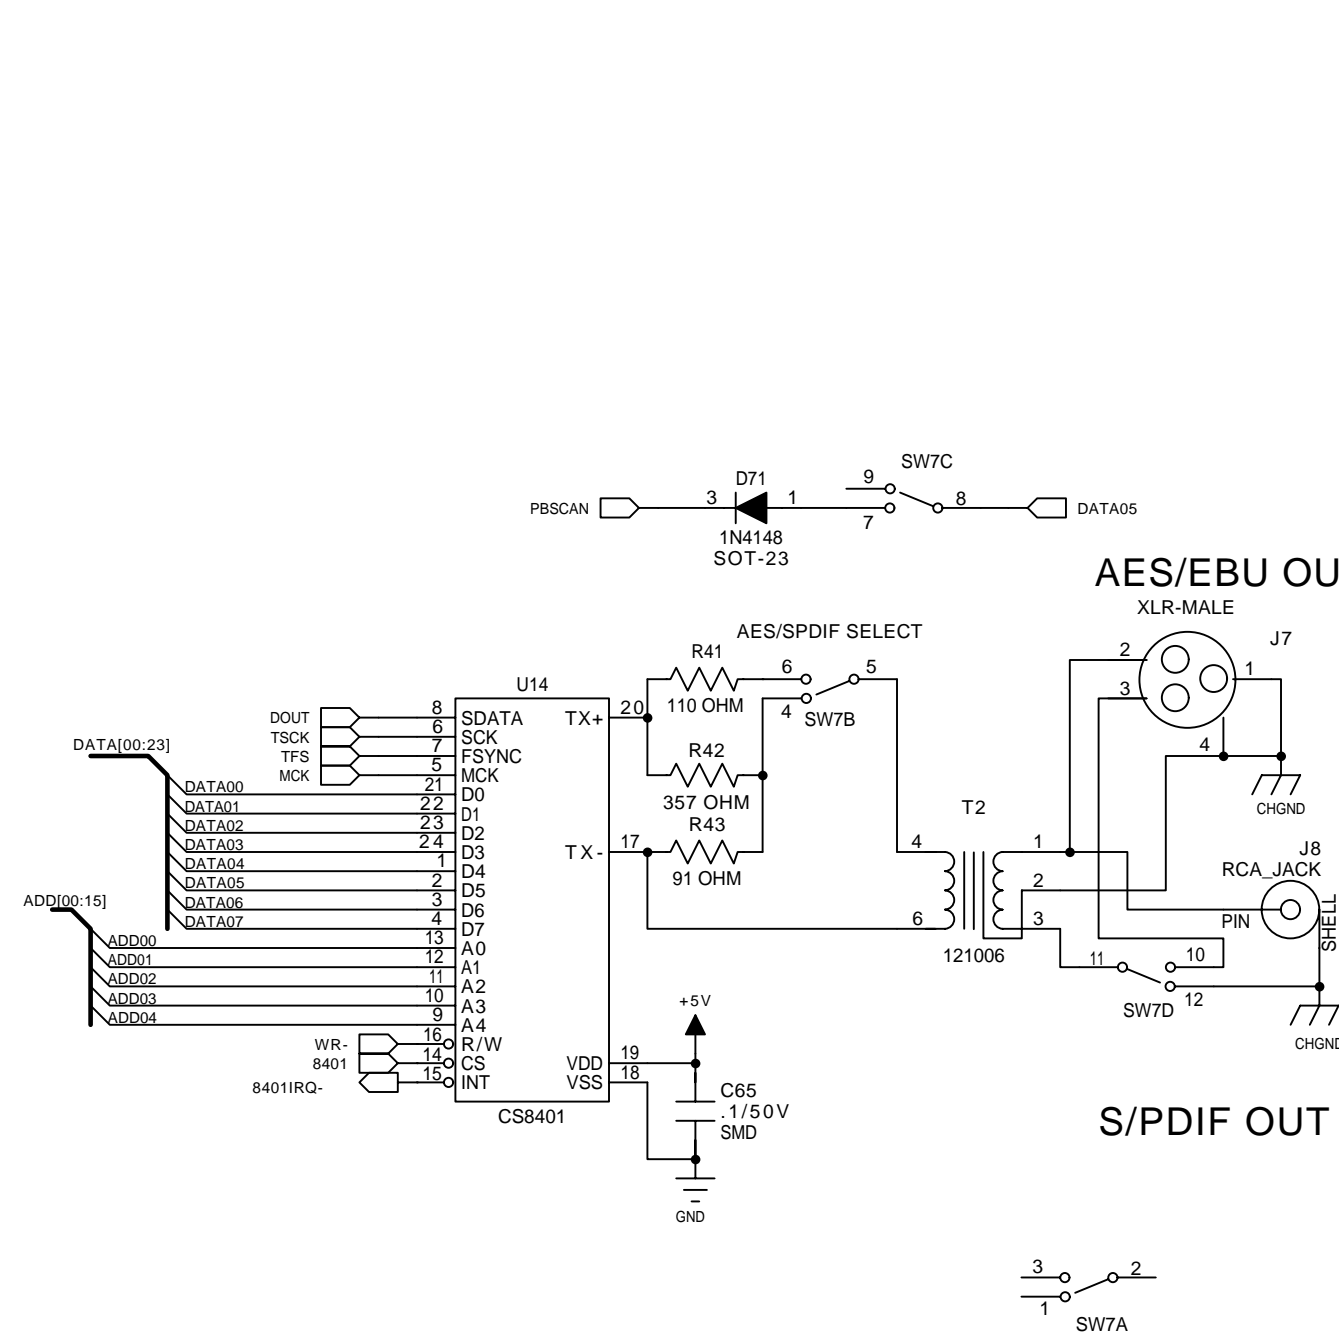 SW7C
D71
9
PBSCAN
3
1
8
DATA05
7
1N4148
SOT-23
AES/EBU OU
XLR-MALE
AES/SPDIF SELECT
J7
R41
2
6
5
1
U14
3
20
110 OHM
4
SW7B
DOUT
8
SDATA
TX+
TSCK
6
SCK
DATA[00:23]
TFS
7
FSYNC
R42
4
MCK
5
MCK
DATA00
21
D0
357 OHM
CHGND
DATA01
22
D1
T2
DATA02
23
D2
R43
DATA03
24
D3
TX-
17
4
1
J8
DATA04
1
D4
RCA_JACK
DATA05
2
D5
91 OHM
2
ADD[00:15]
DATA06
3
D6
DATA07
4
D7
6
3
PIN
SHELL
ADD00
13
A0
121006
ADD01
12
A1
11
10
ADD02
11
A2
ADD03
10
A3
+5V
12
ADD04
9
A4
SW7D
WR-
16
R/W
CHGND
8401
14
CS
VDD
19
8401IRQ-
15
INT
VSS
18
C65
CS8401
.1/50V
SMD
S/PDIF OUT
GND
3
2
1
SW7A